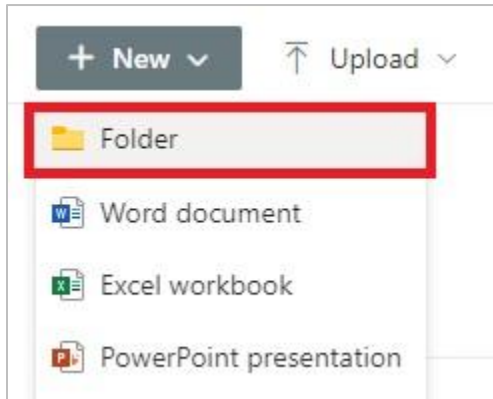 + New Upload
Folder
Word document
Excel workbook
PowerPoint presentation